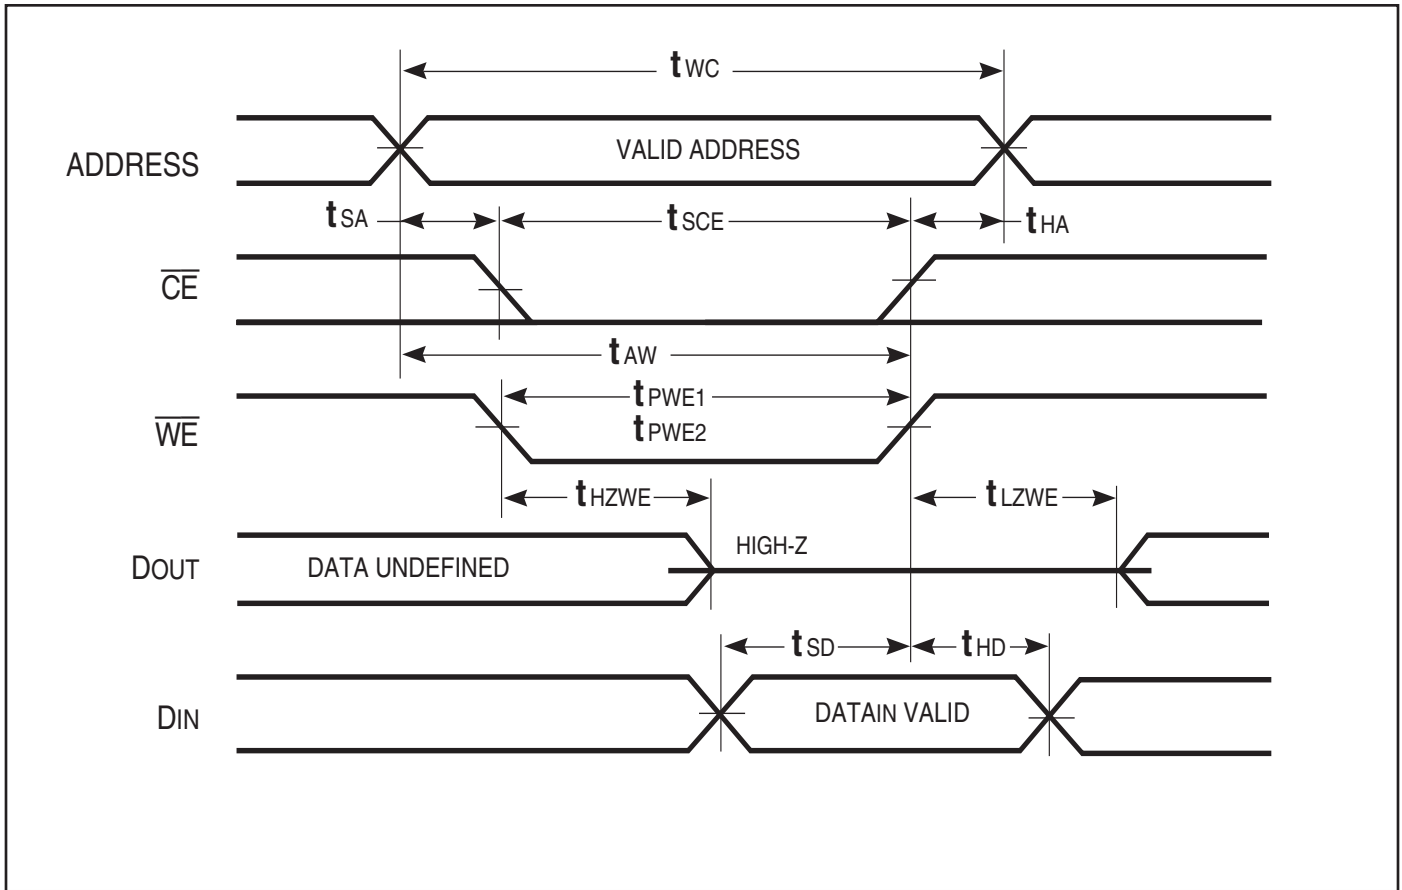 tWC
ADDRESS
VALID ADDRESS
tSA
tSCE
tHA
CE
tAW
tPWE1
WE
tPWE2
tHZWE
tLZWE
DOUT
DATA UNDEFINED
HIGH-Z
tSD
tHD
DIN
DATAIN VALID